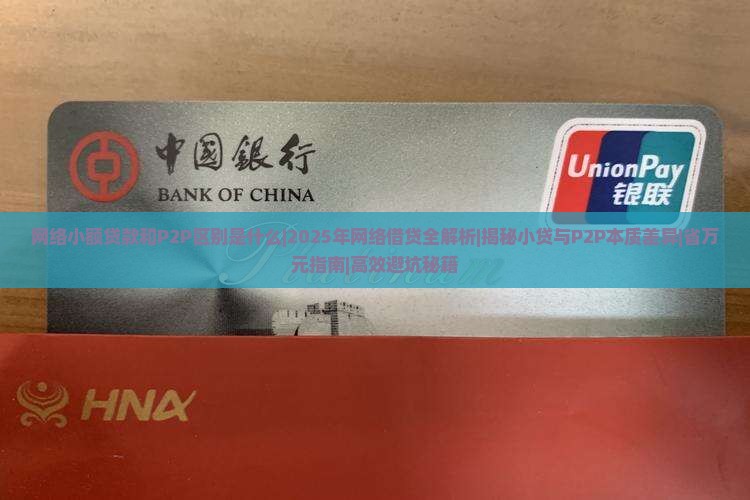 中國銀行
BANK OF CHINA
UnionPay
银联
网络小额贷款和P2P区别是什么|2025年网络借贷全解析|揭秘小贷与P2P本质差异|省万
元指南|高效避坑秘籍
Platinum
HNA